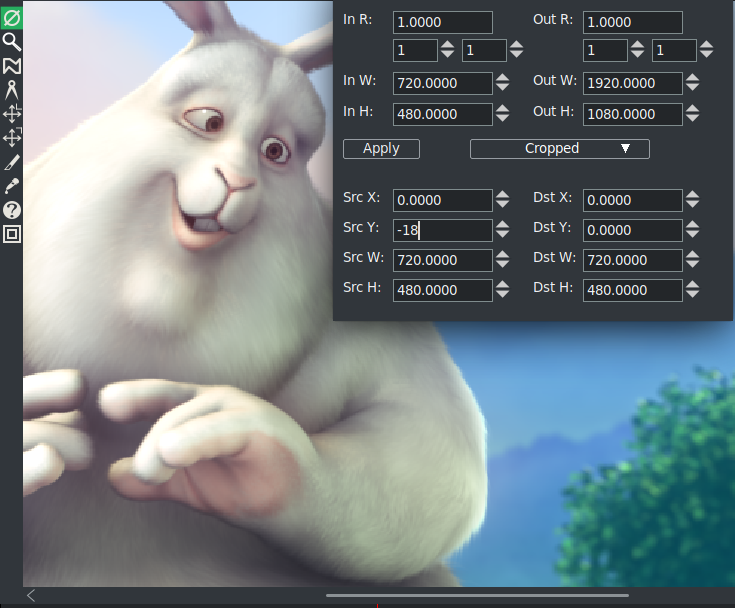 In R: 1.0000 Out R: 1.0000
1 1 1 1
In W: 720.0000 Out W: 1920.0000
In H: 480.0000 Out H: 1080.0000
Apply Cropped
Src X: 0.0000 Dst X: 0.0000
Src Y: -18 Dst Y: 0.0000
Src W: 720.0000 Dst W: 720.0000
Src H: 480.0000 Dst H: 480.0000